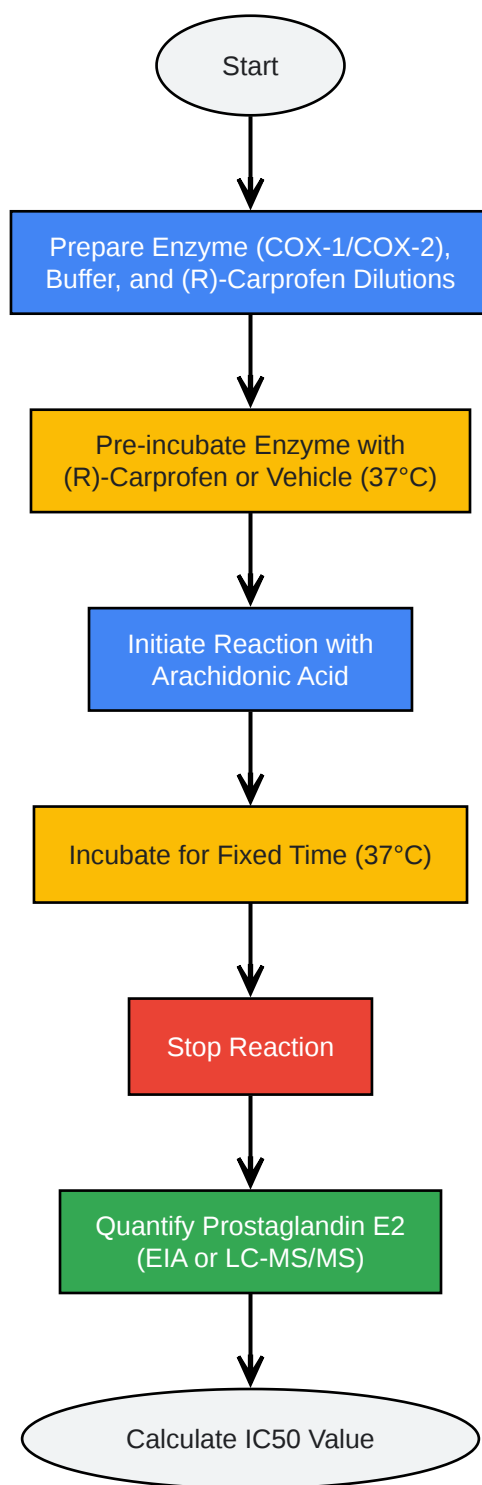 Start
Prepare Enzyme (COX-1/COX-2),
Buffer, and (R)-Carprofen Dilutions
Pre-incubate Enzyme with
(R)-Carprofen or Vehicle (37°C)
Initiate Reaction with
Arachidonic Acid
Incubate for Fixed Time (37°C)
Stop Reaction
Quantify Prostaglandin E2
(EIA or LC-MS/MS)
Calculate IC50 Value